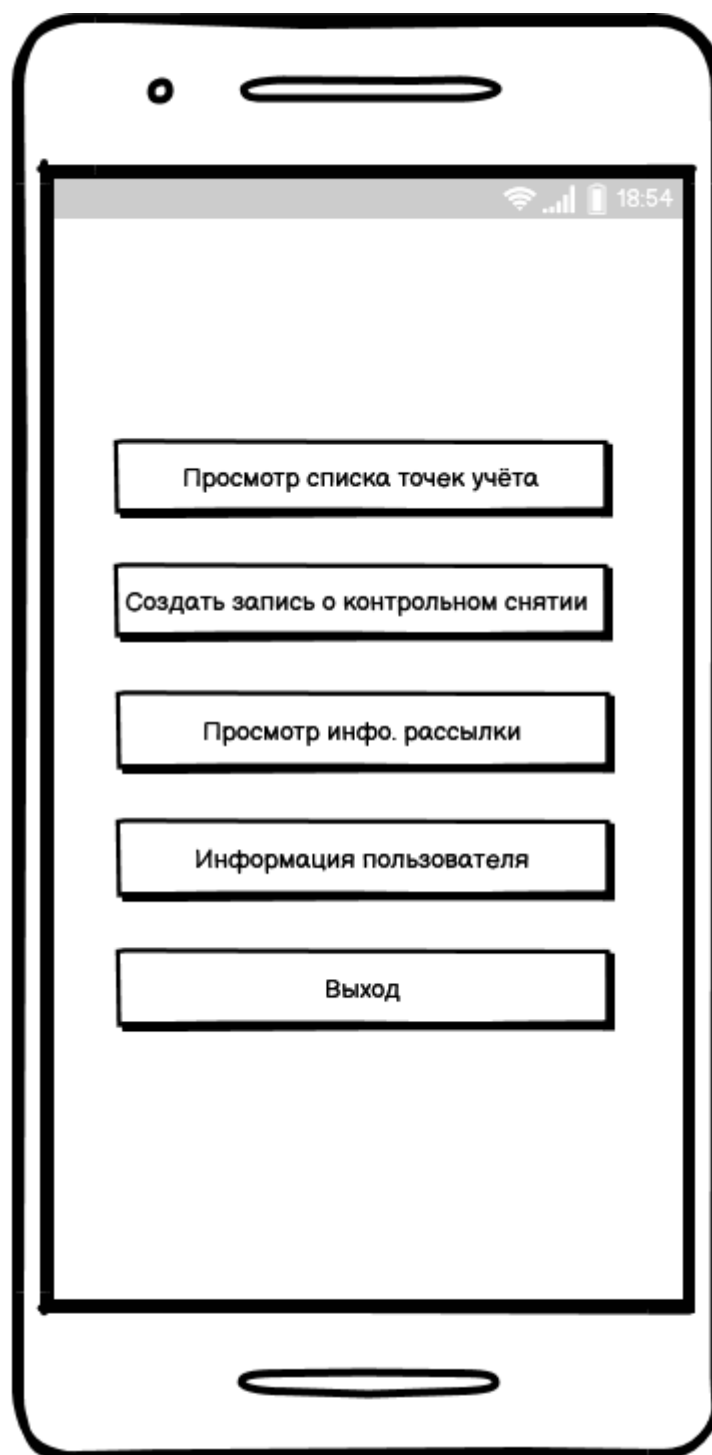 18:54
Просмотр списка точек учёта
Создать запись о контрольном снятии
Просмотр инфо. рассылки
Информация пользователя
Выход